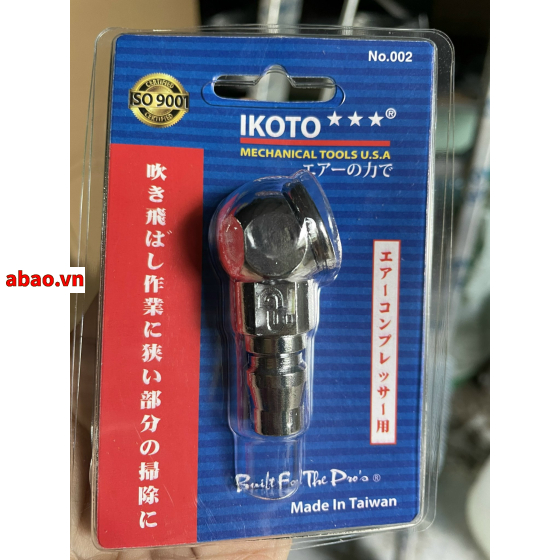 No.002
CERTIFIED
ISO 9001
CERTIFIED
IKOTO ★★★®
MECHANICAL TOOLS U.S.A
エアーの力で
吹き飛ばし作業に狭い部分の掃除に
abao.vn
エアーコンプレッサー用
Built For The Pro's ®
Made In Taiwan